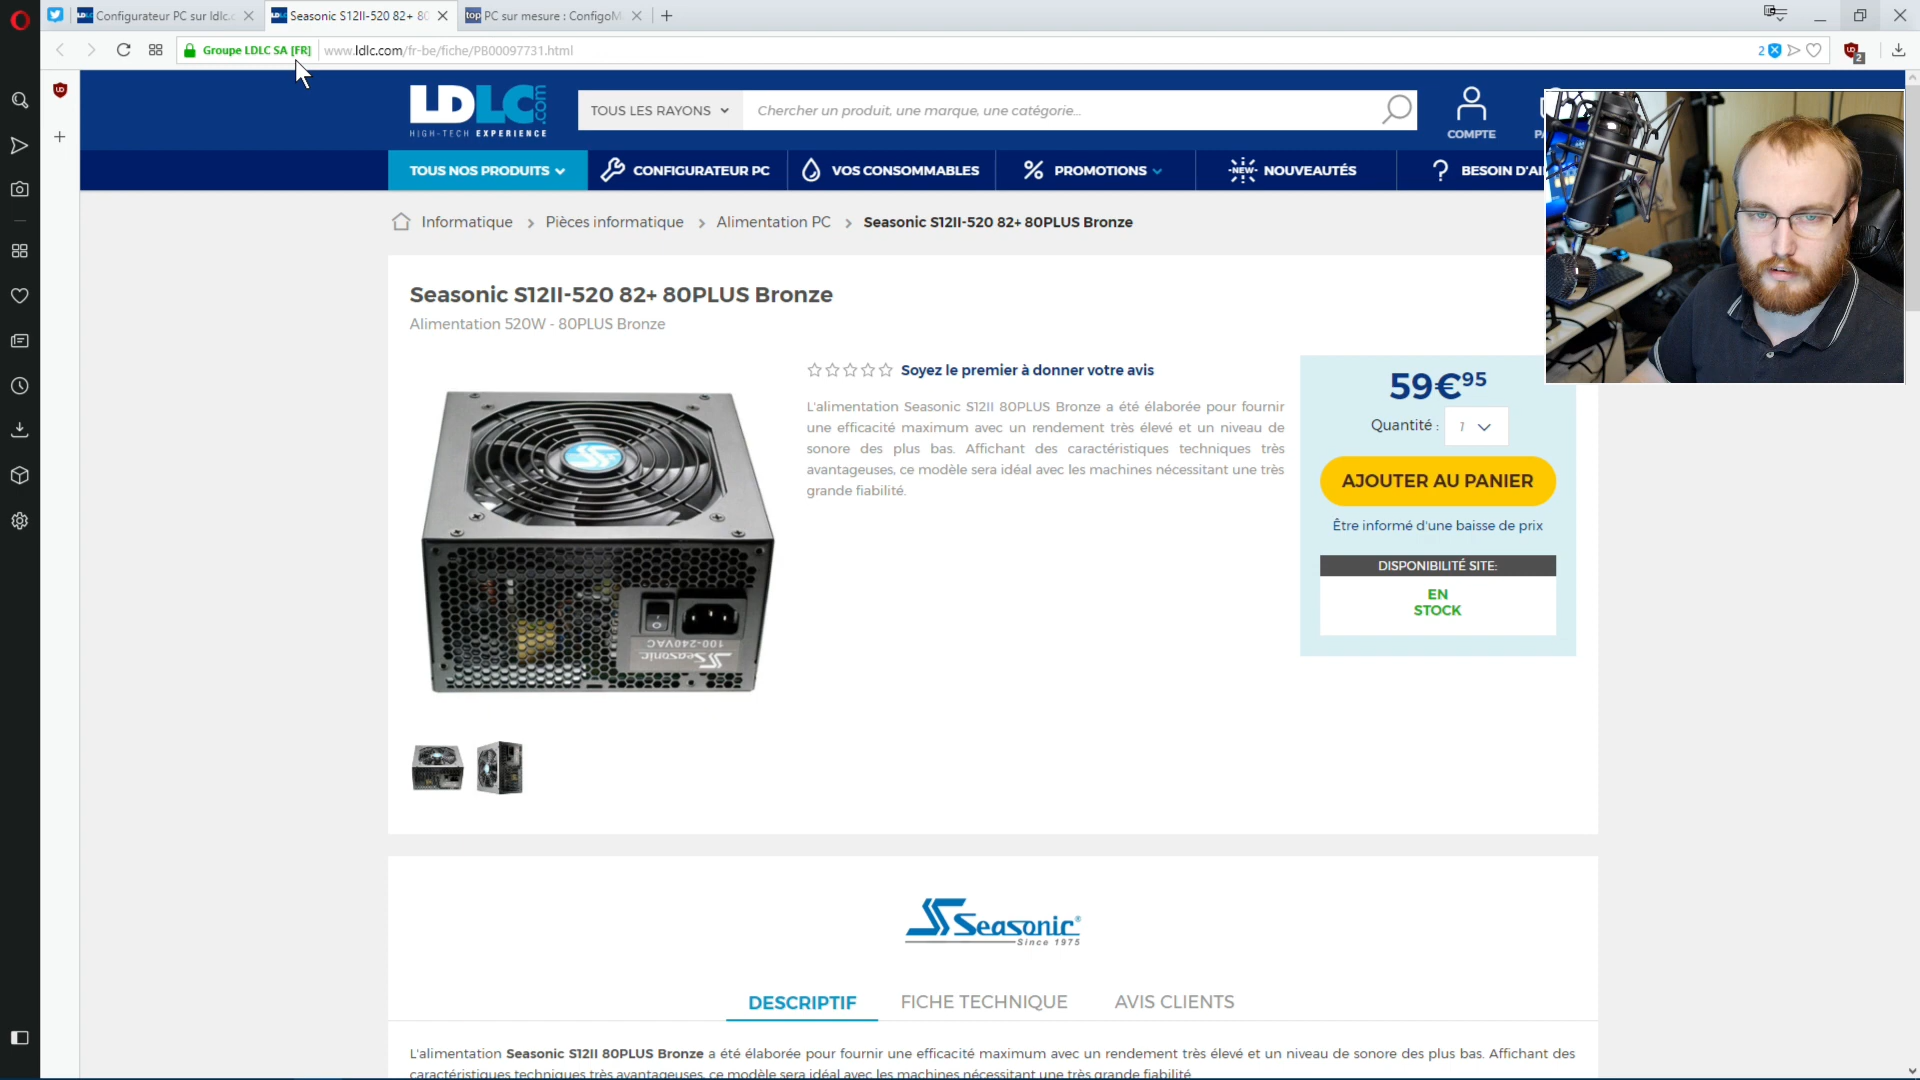 Configurateur PC sur ldlc.c
Seasonic S12II-520 82+ 80
PC sur mesure : ConfigoM
Groupe LDLC SA [FR]
www.ldlc.com/fr-be/fiche/PB00097731.html
2
2
LDLC.com
HIGH-TECH EXPERIENCE
TOUS LES RAYONS
Chercher un produit, une marque, une catégorie...
COMPTE
TOUS NOS PRODUITS
CONFIGURATEUR PC
VOS CONSOMMABLES
% PROMOTIONS
-NEW- NOUVEAUTÉS
? BESOIN D'AI
Informatique > Pièces informatique > Alimentation PC > Seasonic S12II-520 82+ 80PLUS Bronze
Seasonic S12II-520 82+ 80PLUS Bronze
Alimentation 520W - 80PLUS Bronze
Soyez le premier à donner votre avis
L'alimentation Seasonic S12II 80PLUS Bronze a été élaborée pour fournir
une efficacité maximum avec un rendement très élevé et un niveau de
sonore des plus bas. Affichant des caractéristiques techniques très
avantageuses, ce modèle sera idéal avec les machines nécessitant une très
grande fiabilité.
59€95
Quantité : 1
AJOUTER AU PANIER
Être informé d'une baisse de prix
DISPONIBILITÉ SITE:
EN
STOCK
100-240VAC
Seasonic
Seasonic®
Since 1975
DESCRIPTIF
FICHE TECHNIQUE
AVIS CLIENTS
L'alimentation Seasonic S12II 80PLUS Bronze a été élaborée pour fournir une efficacité maximum avec un rendement très élevé et un niveau de sonore des plus bas. Affichant des
caractéristiques techniques très avantageuses, ce modèle sera idéal avec les machines nécessitant une très grande fiabilité.